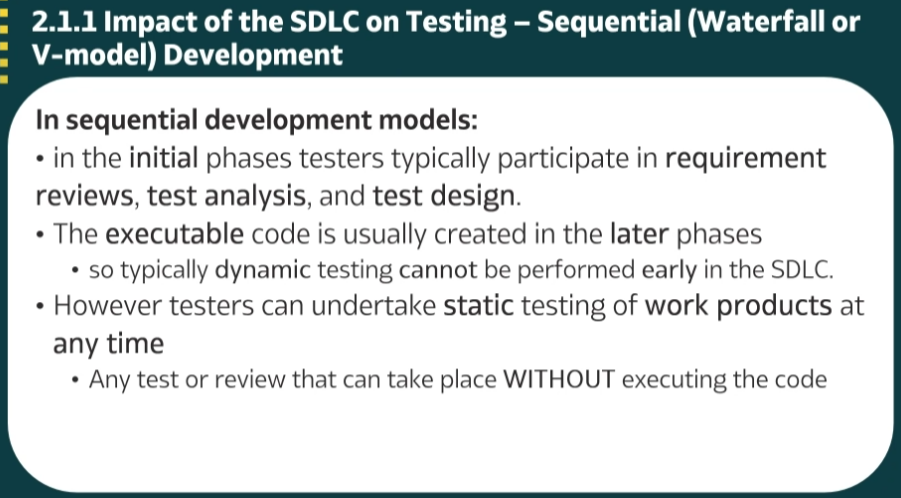 2.1.1 Impact of the SDLC on Testing – Sequential (Waterfall or
V-model) Development
In sequential development models:
• in the initial phases testers typically participate in requirement
reviews, test analysis, and test design.
• The executable code is usually created in the later phases
• so typically dynamic testing cannot be performed early in the SDLC.
• However testers can undertake static testing of work products at
any time
• Any test or review that can take place WITHOUT executing the code